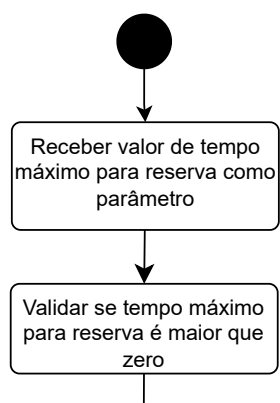 Receber valor de tempo
máximo para reserva como
parâmetro
Validar se tempo máximo
para reserva é maior que
zero